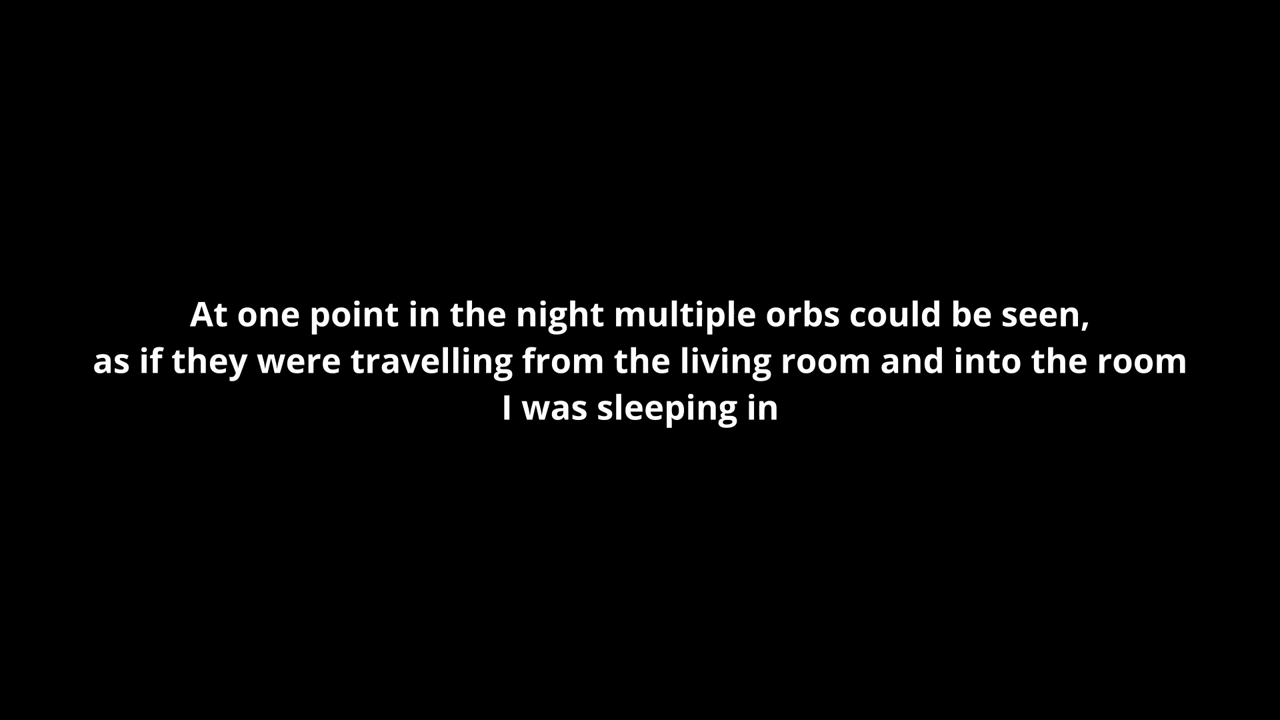 At one point in the night multiple orbs could be seen,
as if they were travelling from the living room and into the room
I was sleeping in